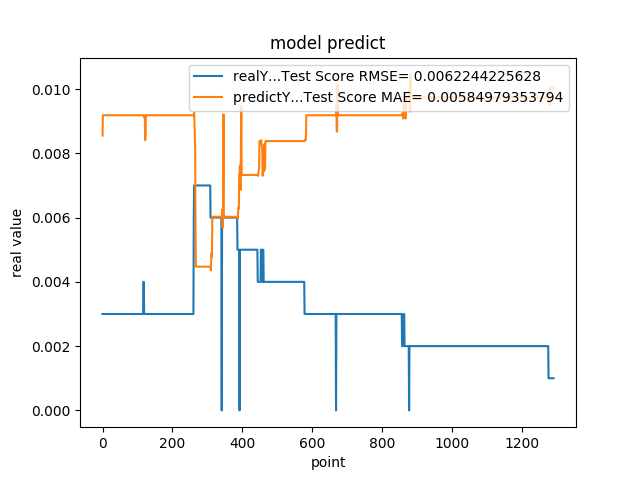 model predict
realY...Test Score RMSE= 0.0062244225628
predictY...Test Score MAE= 0.00584979353794
0.010
0.008
0.006
0.004
0.002
0.000
real value
0 200 400 600 800 1000 1200
point